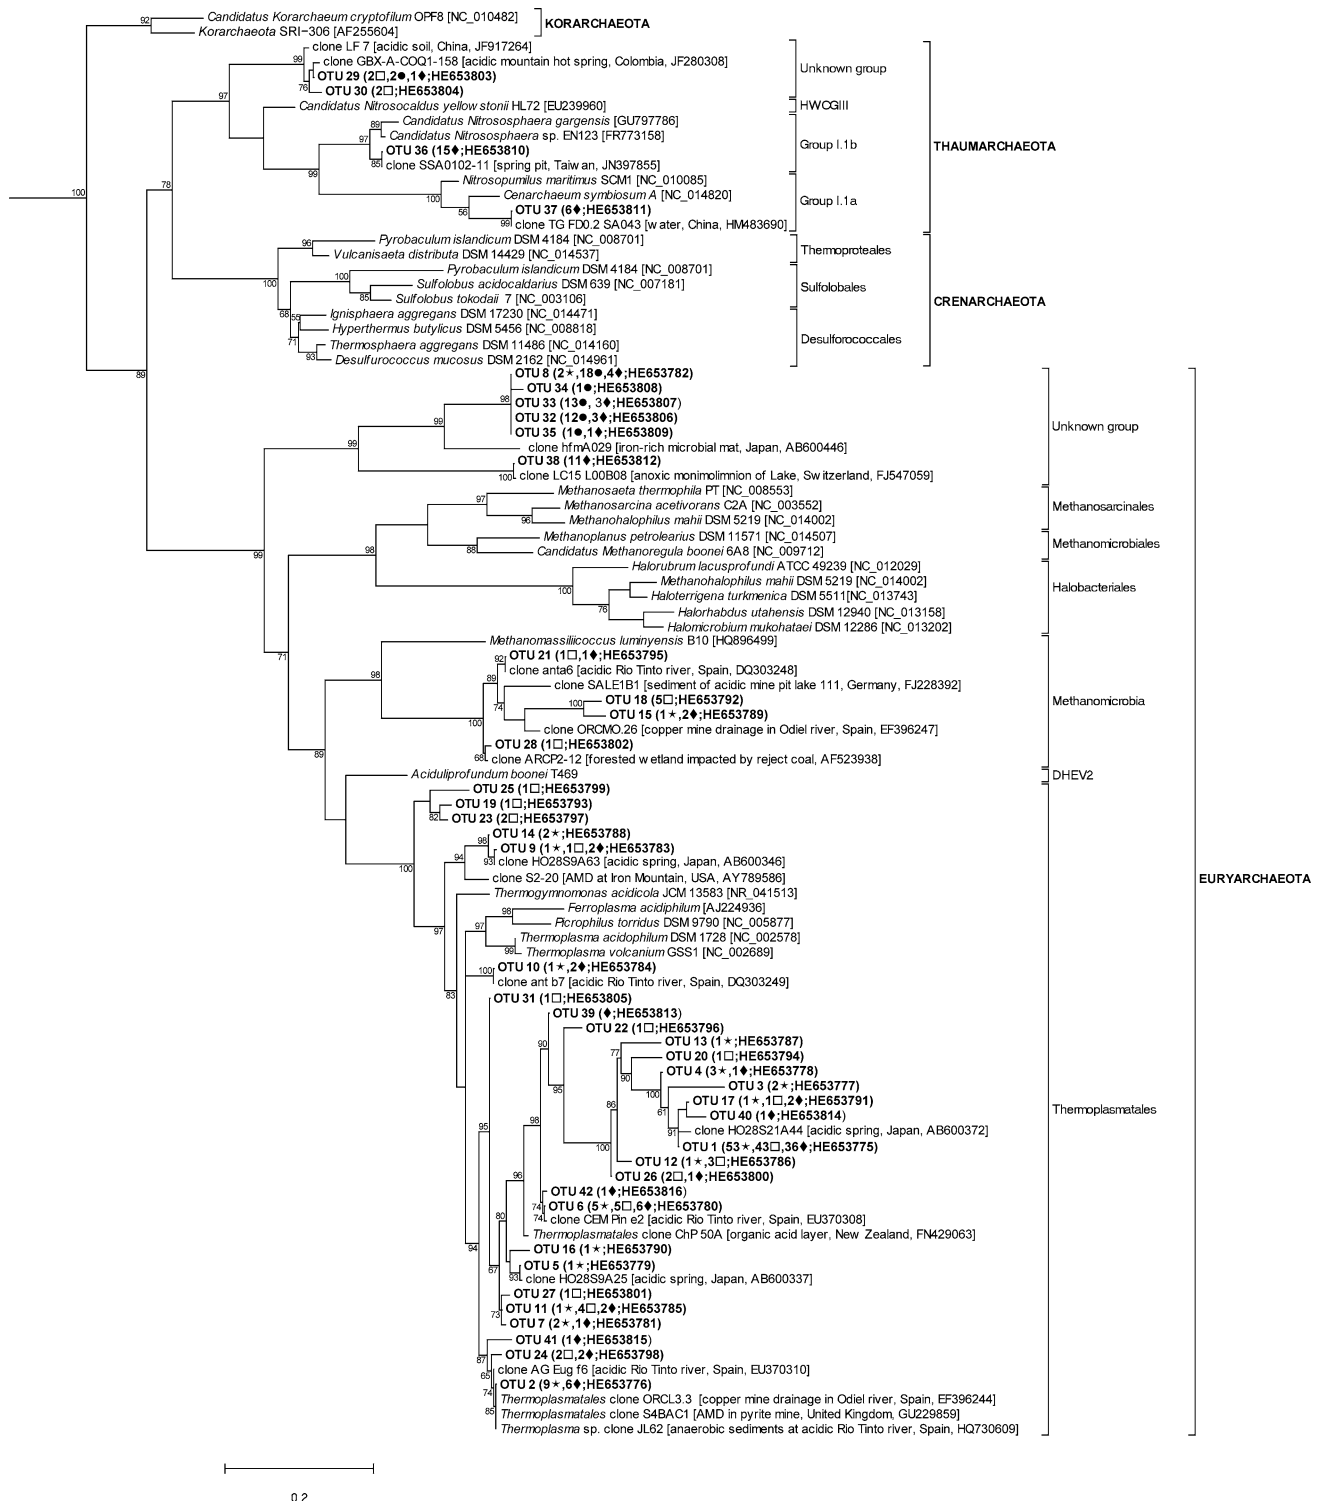 Candidatus Korarchaeum cryptofilum OPF8 [NC_010482]
Korarchaeota SRI−306 [AF255604]
KORARCHAEOTA
92
clone LF 7 [acidic soil, China, JF917264]
clone GBX-A-COQ1-158 [acidic mountain hot spring, Colombia, JF280308]
OTU 29 (2□,2●,1♦;HE653803)
OTU 30 (2□;HE653804)
Unknown group
99
76
97
Candidatus Nitrosocaldus yellow stonii HL72 [EU239960]
HWCGIII
Candidatus Nitrososphaera gargensis [GU797786]
Candidatus Nitrososphaera sp. EN123 [FR773158]
OTU 36 (15♦;HE653810)
clone SSA0102-11 [spring pit, Taiwan, JN397855]
Group I.1b
89
97
85
99
THAUMARCHAEOTA
Nitrosopumilus maritimus SCM1 [NC_010085]
Cenarchaeum symbiosum A [NC_014820]
OTU 37 (6♦;HE653811)
clone TG FD0.2 SA043 [water, China, HM483690]
Group I.1a
100
56
99
78
100
Pyrobaculum islandicum DSM 4184 [NC_008701]
Vulcanisaeta distributa DSM 14429 [NC_014537]
Thermoproteales
96
Pyrobaculum islandicum DSM 4184 [NC_008701]
Sulfolobus acidocaldarius DSM 639 [NC_007181]
Sulfolobus tokodaii 7 [NC_003106]
Sulfolobales
100
85
100
CRENARCHAEOTA
Ignisphaera aggregans DSM 17230 [NC_014471]
Hyperthermus butylicus DSM 5456 [NC_008818]
Thermosphaera aggregans DSM 11486 [NC_014160]
Desulfurococcus mucosus DSM 2162 [NC_014961]
Desulforococcales
68
55
71
93
89
OTU 8 (2★,18●,4♦;HE653782)
OTU 34 (1●;HE653808)
OTU 33 (13●, 3♦;HE653807)
OTU 32 (12●,3♦;HE653806)
OTU 35 (1●,1♦;HE653809)
clone hfmA029 [iron-rich microbial mat, Japan, AB600446]
OTU 38 (11♦;HE653812)
clone LC15 L00B08 [anoxic monimolimnion of Lake, Switzerland, FJ547059]
Unknown group
98
99
99
100
Methanosaeta thermophila PT [NC_008553]
Methanosarcina acetivorans C2A [NC_003552]
Methanohalophilus mahii DSM 5219 [NC_014002]
Methanosarcinales
97
96
Methanoplanus petrolearius DSM 11571 [NC_014507]
Candidatus Methanoregula boonei 6A8 [NC_009712]
Methanomicrobiales
88
98
99
Halorubrum lacusprofundi ATCC 49239 [NC_012029]
Methanohalophilus mahii DSM 5219 [NC_014002]
Haloterrigena turkmenica DSM 5511[NC_013743]
Halorhabdus utahensis DSM 12940 [NC_013158]
Halomicrobium mukohataei DSM 12286 [NC_013202]
Halobacteriales
100
76
71
Methanomassiliicoccus luminyensis B10 [HQ896499]
OTU 21 (1□,1♦;HE653795)
clone anta6 [acidic Rio Tinto river, Spain, DQ303248]
clone SALE1B1 [sediment of acidic mine pit lake 111, Germany, FJ228392]
OTU 18 (5□;HE653792)
OTU 15 (1★,2♦;HE653789)
clone ORCMO.26 [copper mine drainage in Odiel river, Spain, EF396247]
OTU 28 (1□;HE653802)
clone ARCP2-12 [forested wetland impacted by reject coal, AF523938]
Methanomicrobia
98
92
89
74
100
100
68
89
Aciduliprofundum boonei T469
DHEV2
OTU 25 (1□;HE653799)
OTU 19 (1□;HE653793)
OTU 23 (2□;HE653797)
82
OTU 14 (2★;HE653788)
OTU 9 (1★,1□,2♦;HE653783)
clone HO28S9A63 [acidic spring, Japan, AB600346]
clone S2-20 [AMD at Iron Mountain, USA, AY789586]
98
94
93
100
EURYARCHAEOTA
Thermogymnomonas acidicola JCM 13583 [NR_041513]
Ferroplasma acidiphilum [AJ224936]
Picrophilus torridus DSM 9790 [NC_005877]
Thermoplasma acidophilum DSM 1728 [NC_002578]
Thermoplasma volcanium GSS1 [NC_002689]
98
97
99
97
OTU 10 (1★,2♦;HE653784)
clone ant b7 [acidic Rio Tinto river, Spain, DQ303249]
100
83
OTU 31 (1□;HE653805)
OTU 39 (♦;HE653813)
OTU 22 (1□;HE653796)
OTU 13 (1★;HE653787)
OTU 20 (1□;HE653794)
OTU 4 (3★,1♦;HE653778)
OTU 3 (2★;HE653777)
OTU 17 (1★,1□,2♦;HE653791)
OTU 40 (1♦;HE653814)
clone HO28S21A44 [acidic spring, Japan, AB600372]
OTU 1 (53★,43□,36♦;HE653775)
OTU 12 (1★,3□;HE653786)
OTU 26 (2□,1♦;HE653800)
Thermoplasmatales
90
77
90
95
100
61
86
91
98
95
100
OTU 42 (1♦;HE653816)
OTU 6 (5★,5□,6♦;HE653780)
clone CEM Pin e2 [acidic Rio Tinto river, Spain, EU370308]
Thermoplasmatales clone ChP 50A [organic acid layer, New Zealand, FN429063]
96
74
74
80
OTU 16 (1★;HE653790)
OTU 5 (1★;HE653779)
clone HO28S9A25 [acidic spring, Japan, AB600337]
94
67
93
OTU 27 (1□;HE653801)
OTU 11 (1★,4□,2♦;HE653785)
OTU 7 (2★,1♦;HE653781)
73
OTU 41 (1♦;HE653815)
OTU 24 (2□,2♦;HE653798)
clone AG Eug f6 [acidic Rio Tinto river, Spain, EU370310]
OTU 2 (9★,6♦;HE653776)
Thermoplasmatales clone ORCL3.3 [copper mine drainage in Odiel river, Spain, EF396244]
Thermoplasmatales clone S4BAC1 [AMD in pyrite mine, United Kingdom, GU229859]
Thermoplasma sp. clone JL62 [anaerobic sediments at acidic Rio Tinto river, Spain, HQ730609]
87
65
74
85
0.2